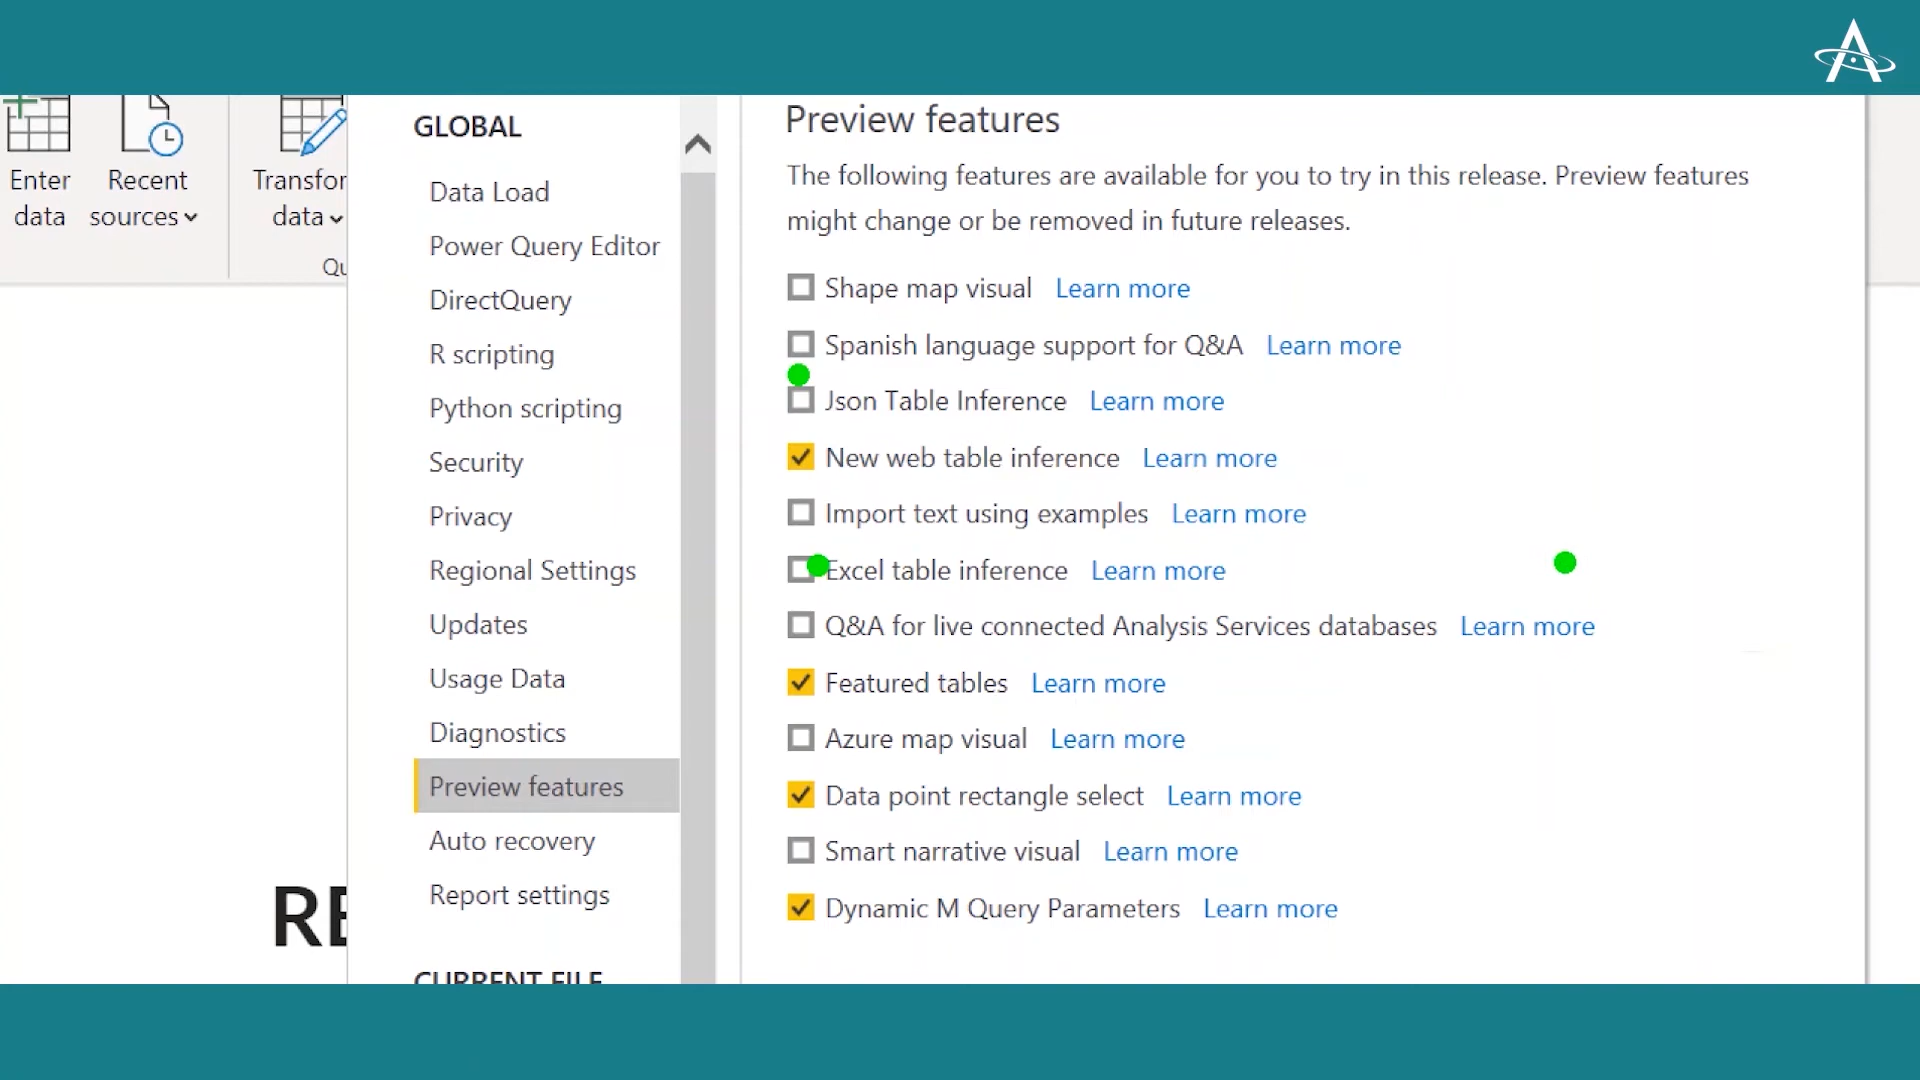 Enter
data
Recent
sources
data
GLOBAL
Data Load
Power Query Editor
DirectQuery
R scripting
Python scripting
Security
Privacy
Regional Settings
Updates
Usage Data
Diagnostics
Preview features
Auto recovery
Report settings
CURRENT FILE
Preview features
The following features are available for you to try in this release. Preview features
might change or be removed in future releases.
Shape map visual Learn more
Spanish language support for Q&A Learn more
Json Table Inference Learn more
New web table inference Learn more
Import text using examples Learn more
Excel table inference Learn more
Q&A for live connected Analysis Services databases Learn more
Featured tables Learn more
Azure map visual Learn more
Data point rectangle select Learn more
Smart narrative visual Learn more
Dynamic M Query Parameters Learn more